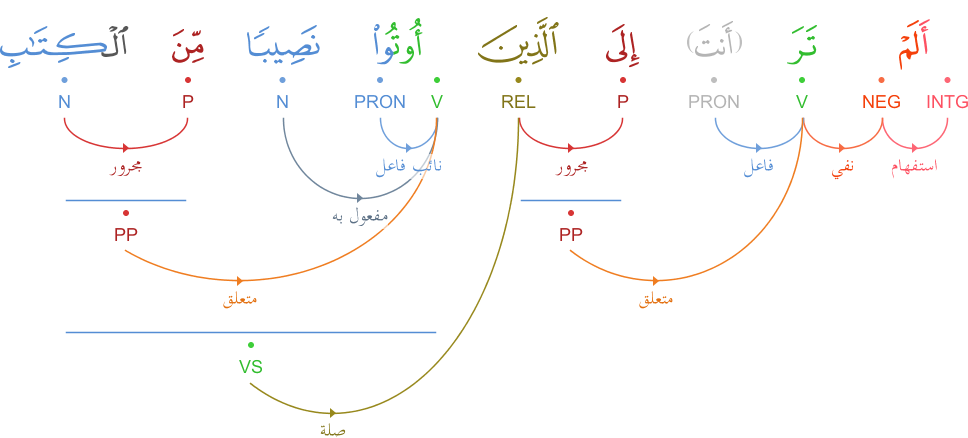 أَلَمْ تَرَ (أَنتَ) إِلَى ٱلَّذِينَ أُوتُوا۟ نَصِيبًا مِّنَ ٱلْكِتَـٰبِ
INTG NEG V PRON P REL V PRON N P N
استفهام نفي فاعل مجرور نائب فاعل مجرور
مفعول به
PP PP
متعلق متعلق
VS
صلة